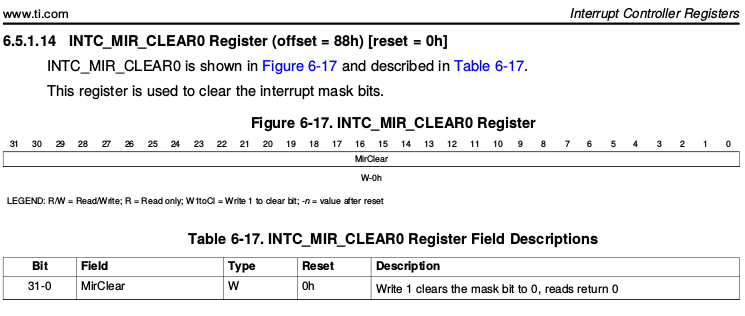 www.ti.com Interrupt Controller Registers
6.5.1.14 INTC_MIR_CLEAR0 Register (offset = 88h) [reset = 0h]
INTC_MIR_CLEAR0 is shown in Figure 6-17 and described in Table 6-17.
This register is used to clear the interrupt mask bits.
Figure 6-17. INTC_MIR_CLEAR0 Register
31 30 29 28 27 26 25 24 23 22 21 20 19 18 17 16 15 14 13 12 11 10 9 8 7 6 5 4 3 2 1 0
MirClear
W-0h
LEGEND: R/W = Read/Write; R = Read only; W1toCl = Write 1 to clear bit; -n = value after reset
Table 6-17. INTC_MIR_CLEAR0 Register Field Descriptions
Bit Field Type Reset Description
31-0 MirClear W 0h Write 1 clears the mask bit to 0, reads return 0